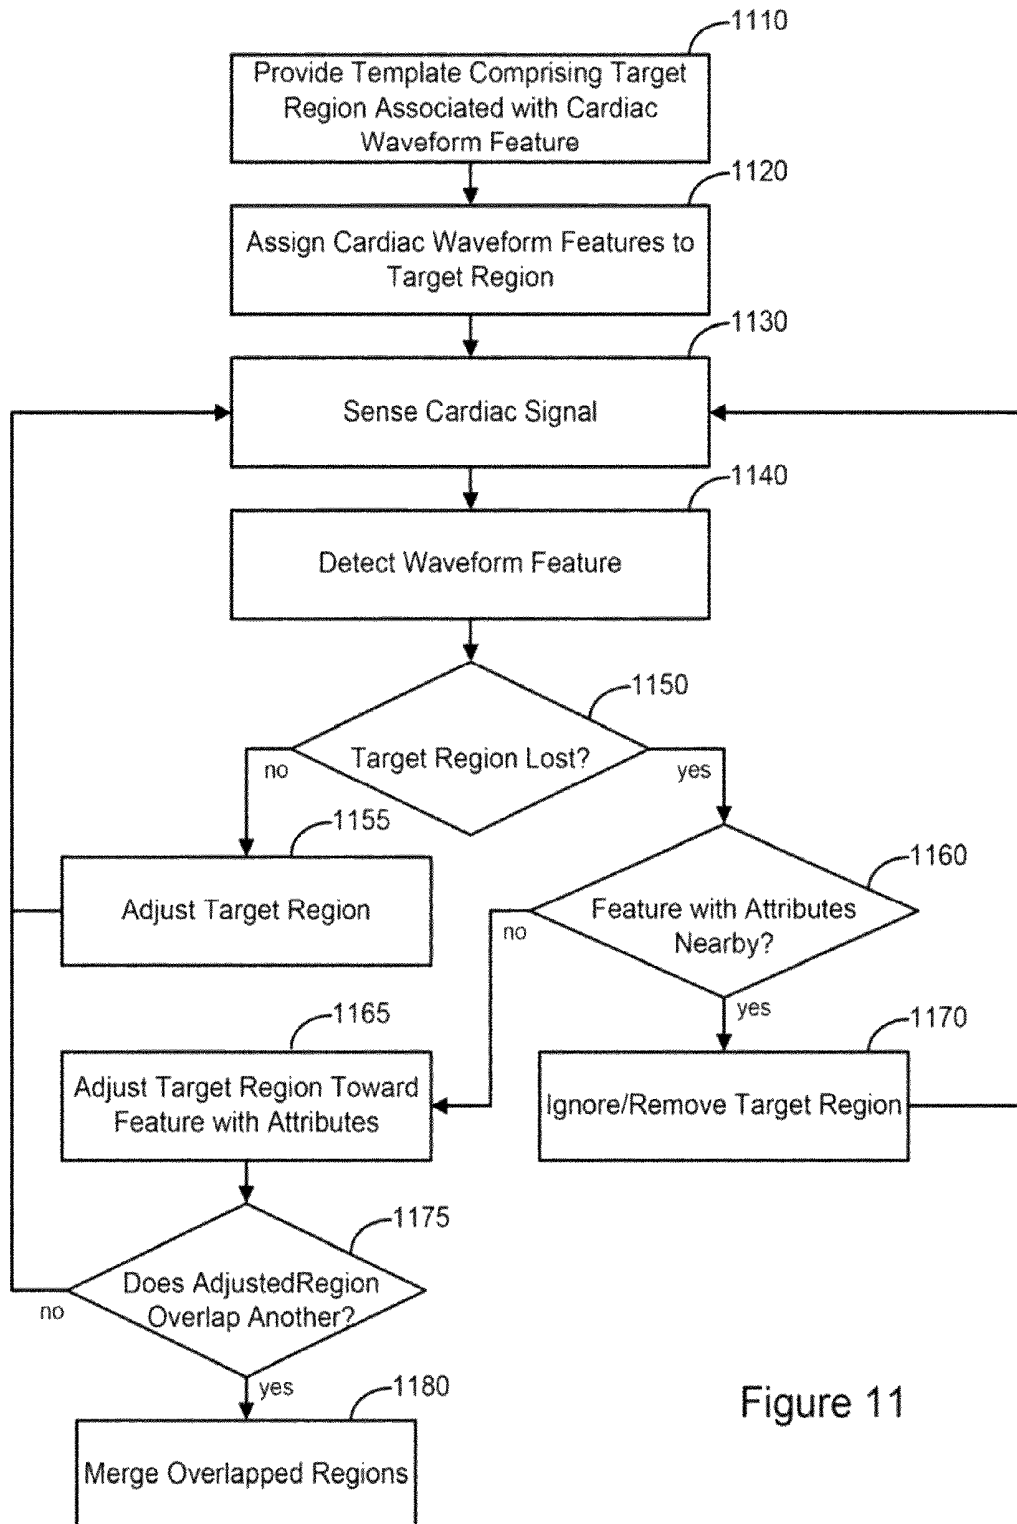 1110
Provide Template Comprising Target
Region Associated with Cardiac
Waveform Feature
1120
Assign Cardiac Waveform Features to
Target Region
1130
Sense Cardiac Signal
1140
Detect Waveform Feature
1150
Target Region Lost?
no
yes
1155
Adjust Target Region
1160
Feature with Attributes
Nearby?
no
yes
1165
Adjust Target Region Toward
Feature with Attributes
1170
Ignore/Remove Target Region
1175
Does AdjustedRegion
Overlap Another?
no
yes
1180
Merge Overlapped Regions
Figure 11